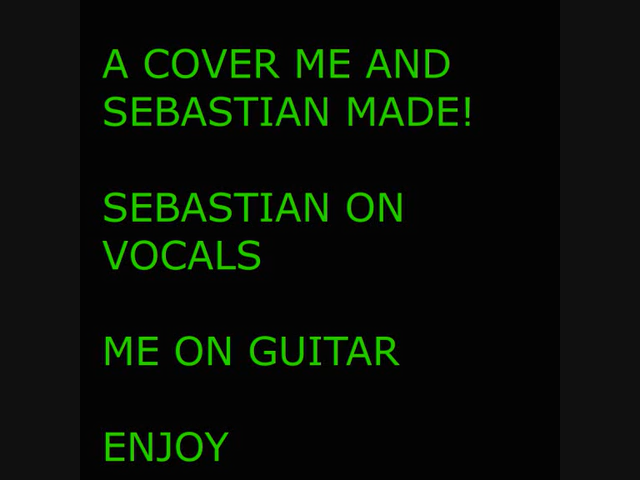 A COVER ME AND
SEBASTIAN MADE!
SEBASTIAN ON
VOCALS
ME ON GUITAR
ENJOY